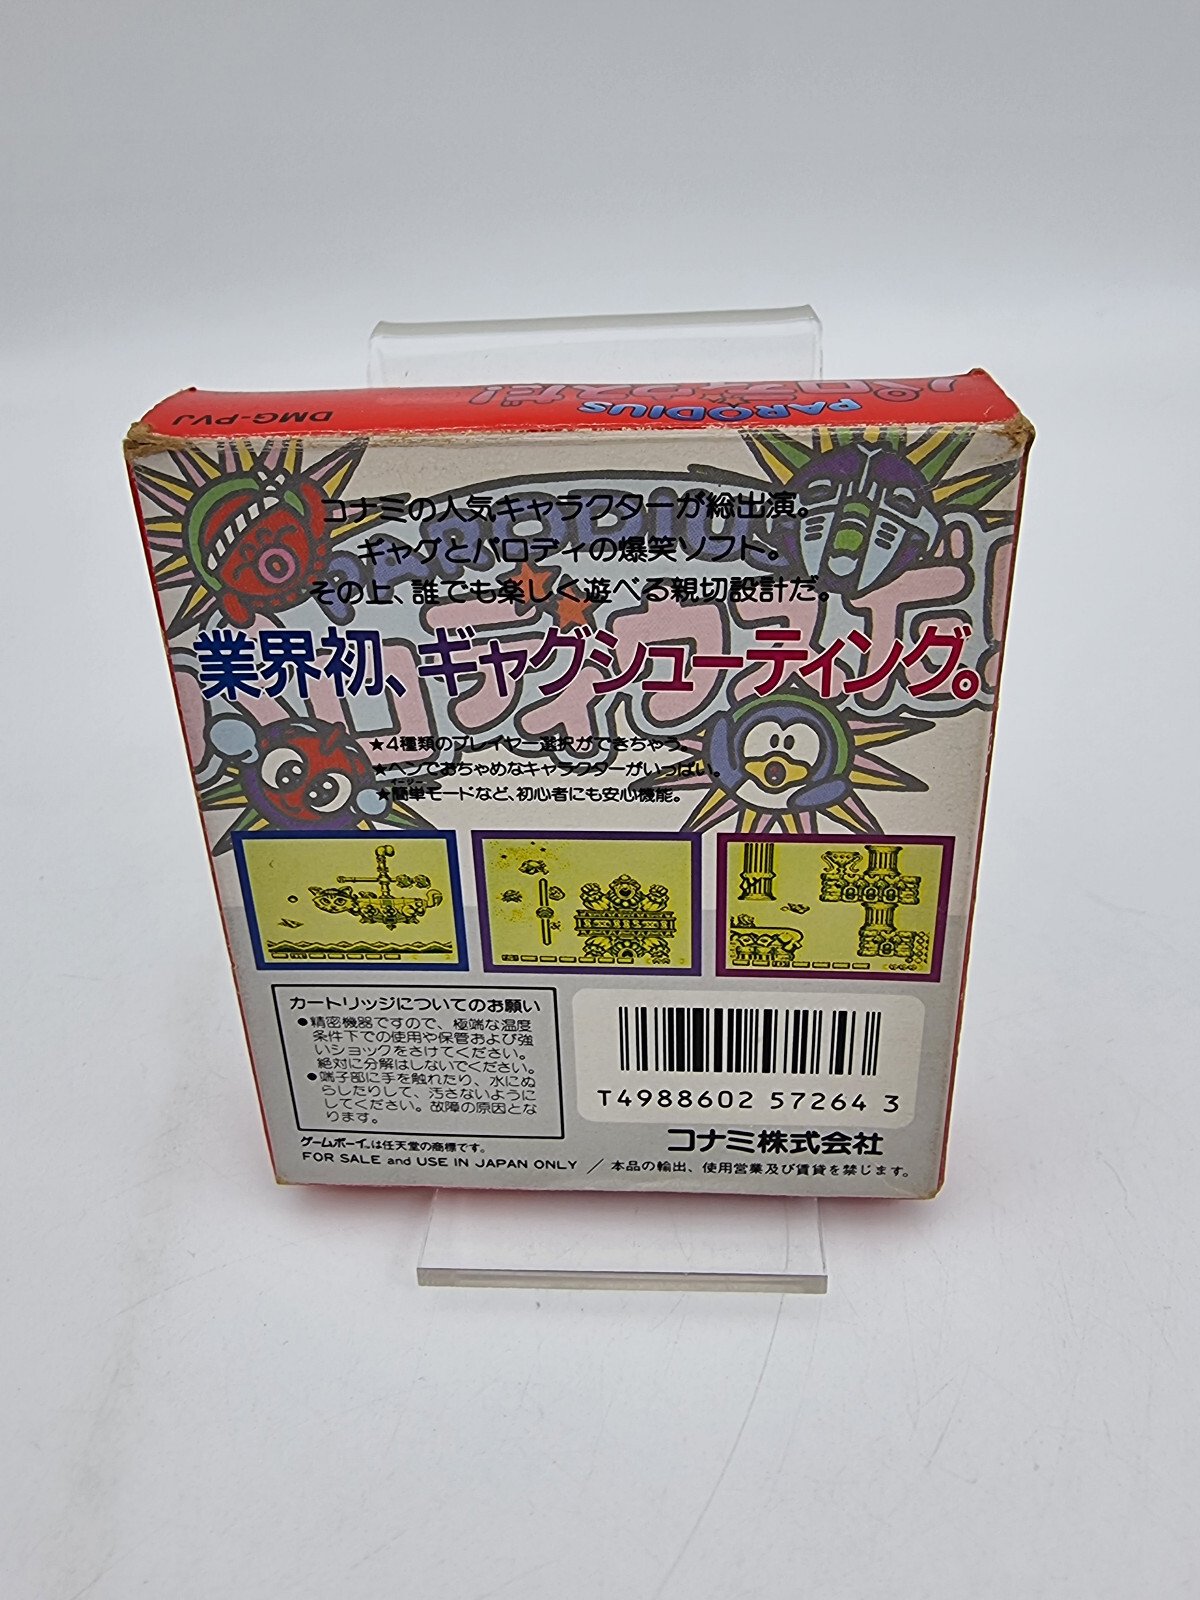 DMG-PVJ
PARODIUS
パロディウスだ!
コナミの人気キャラクターが総出演。
ギャグとパロディの爆笑ソフト。
その上、誰でも楽しく遊べる親切設計だ。
業界初、ギャグシューティング。
★4種類のプレイヤー選択ができちゃう。
★ヘンでおちゃめなキャラクターがいっぱい。
イージー
★簡単モードなど、初心者にも安心機能。
カートリッジについてのお願い
●精密機器ですので、極端な温度
条件下での使用や保管および強
いショックをさけてください。
絶対に分解はしないでください。
●端子部に手を触れたり、水にぬ
らしたりして、汚さないように
してください。故障の原因とな
ります。
T4988602 57264 3
コナミ株式会社
ゲームボーイ™は任天堂の商標です。
FOR SALE and USE IN JAPAN ONLY / 本品の輸出、使用営業及び賃貸を禁じます。